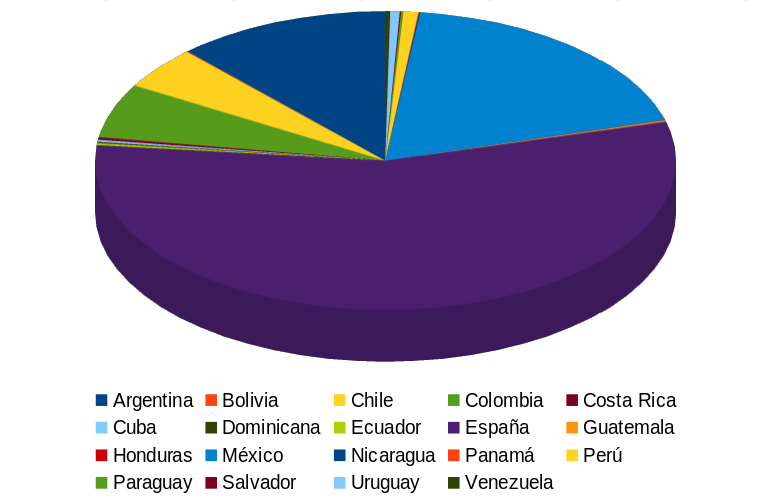 Argentina Bolivia Chile Colombia Costa Rica
Cuba Dominicana Ecuador España Guatemala
Honduras México Nicaragua Panamá Perú
Paraguay Salvador Uruguay Venezuela